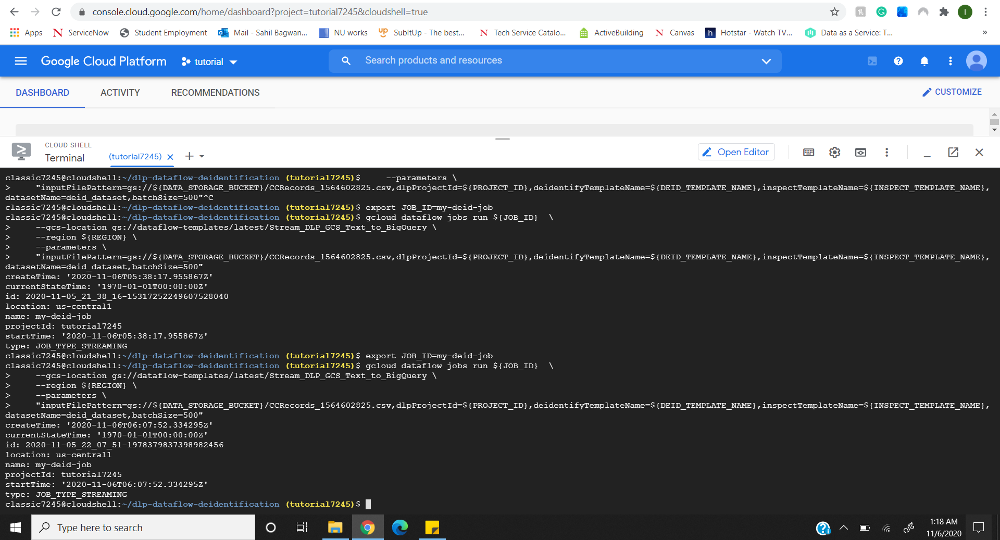 console.cloud.google.com/home/dashboard?project=tutorial7245&cloudshell=true
Apps ServiceNow Student Employment Mail - Sahil Bagwan... NU works SubItUp - The best... Tech Service Catalo... ActiveBuilding Canvas Hotstar - Watch TV... Data as a Service: T... »
Google Cloud Platform tutorial Search products and resources
DASHBOARD ACTIVITY RECOMMENDATIONS CUSTOMIZE
CLOUD SHELL
Terminal (tutorial7245) Open Editor
classic7245@cloudshell:~/dlp-dataflow-deidentification (tutorial7245)$     --parameters \
>     "inputFilePattern=gs://${DATA_STORAGE_BUCKET}/CCRecords_1564602825.csv,dlpProjectId=${PROJECT_ID},deidentifyTemplateName=${DEID_TEMPLATE_NAME},inspectTemplateName=${INSPECT_TEMPLATE_NAME},
datasetName=deid_dataset,batchSize=500"^C
classic7245@cloudshell:~/dlp-dataflow-deidentification (tutorial7245)$ export JOB_ID=my-deid-job
classic7245@cloudshell:~/dlp-dataflow-deidentification (tutorial7245)$ gcloud dataflow jobs run ${JOB_ID}  \
>     --gcs-location gs://dataflow-templates/latest/Stream_DLP_GCS_Text_to_BigQuery \
>     --region ${REGION} \
>     --parameters \
>     "inputFilePattern=gs://${DATA_STORAGE_BUCKET}/CCRecords_1564602825.csv,dlpProjectId=${PROJECT_ID},deidentifyTemplateName=${DEID_TEMPLATE_NAME},inspectTemplateName=${INSPECT_TEMPLATE_NAME},
datasetName=deid_dataset,batchSize=500"
createTime: '2020-11-06T05:38:17.955867Z'
currentStateTime: '1970-01-01T00:00:00Z'
id: 2020-11-05_21_38_16-15317252249607528040
location: us-central1
name: my-deid-job
projectId: tutorial7245
startTime: '2020-11-06T05:38:17.955867Z'
type: JOB_TYPE_STREAMING
classic7245@cloudshell:~/dlp-dataflow-deidentification (tutorial7245)$ export JOB_ID=my-deid-job
classic7245@cloudshell:~/dlp-dataflow-deidentification (tutorial7245)$ gcloud dataflow jobs run ${JOB_ID}  \
>     --gcs-location gs://dataflow-templates/latest/Stream_DLP_GCS_Text_to_BigQuery \
>     --region ${REGION} \
>     --parameters \
>     "inputFilePattern=gs://${DATA_STORAGE_BUCKET}/CCRecords_1564602825.csv,dlpProjectId=${PROJECT_ID},deidentifyTemplateName=${DEID_TEMPLATE_NAME},inspectTemplateName=${INSPECT_TEMPLATE_NAME},
datasetName=deid_dataset,batchSize=500"
createTime: '2020-11-06T06:07:52.334295Z'
currentStateTime: '1970-01-01T00:00:00Z'
id: 2020-11-05_22_07_51-1978379837398982456
location: us-central1
name: my-deid-job
projectId: tutorial7245
startTime: '2020-11-06T06:07:52.334295Z'
type: JOB_TYPE_STREAMING
classic7245@cloudshell:~/dlp-dataflow-deidentification (tutorial7245)$
Type here to search
1:18 AM
11/6/2020